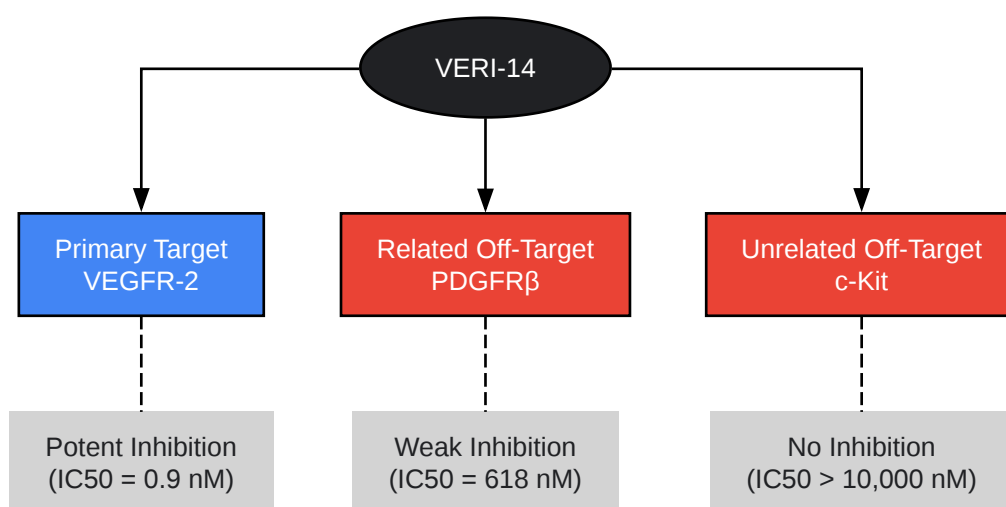 VERI-14
Primary Target
VEGFR-2
Related Off-Target
PDGFRβ
Unrelated Off-Target
c-Kit
Potent Inhibition
(IC50 = 0.9 nM)
Weak Inhibition
(IC50 = 618 nM)
No Inhibition
(IC50 > 10,000 nM)